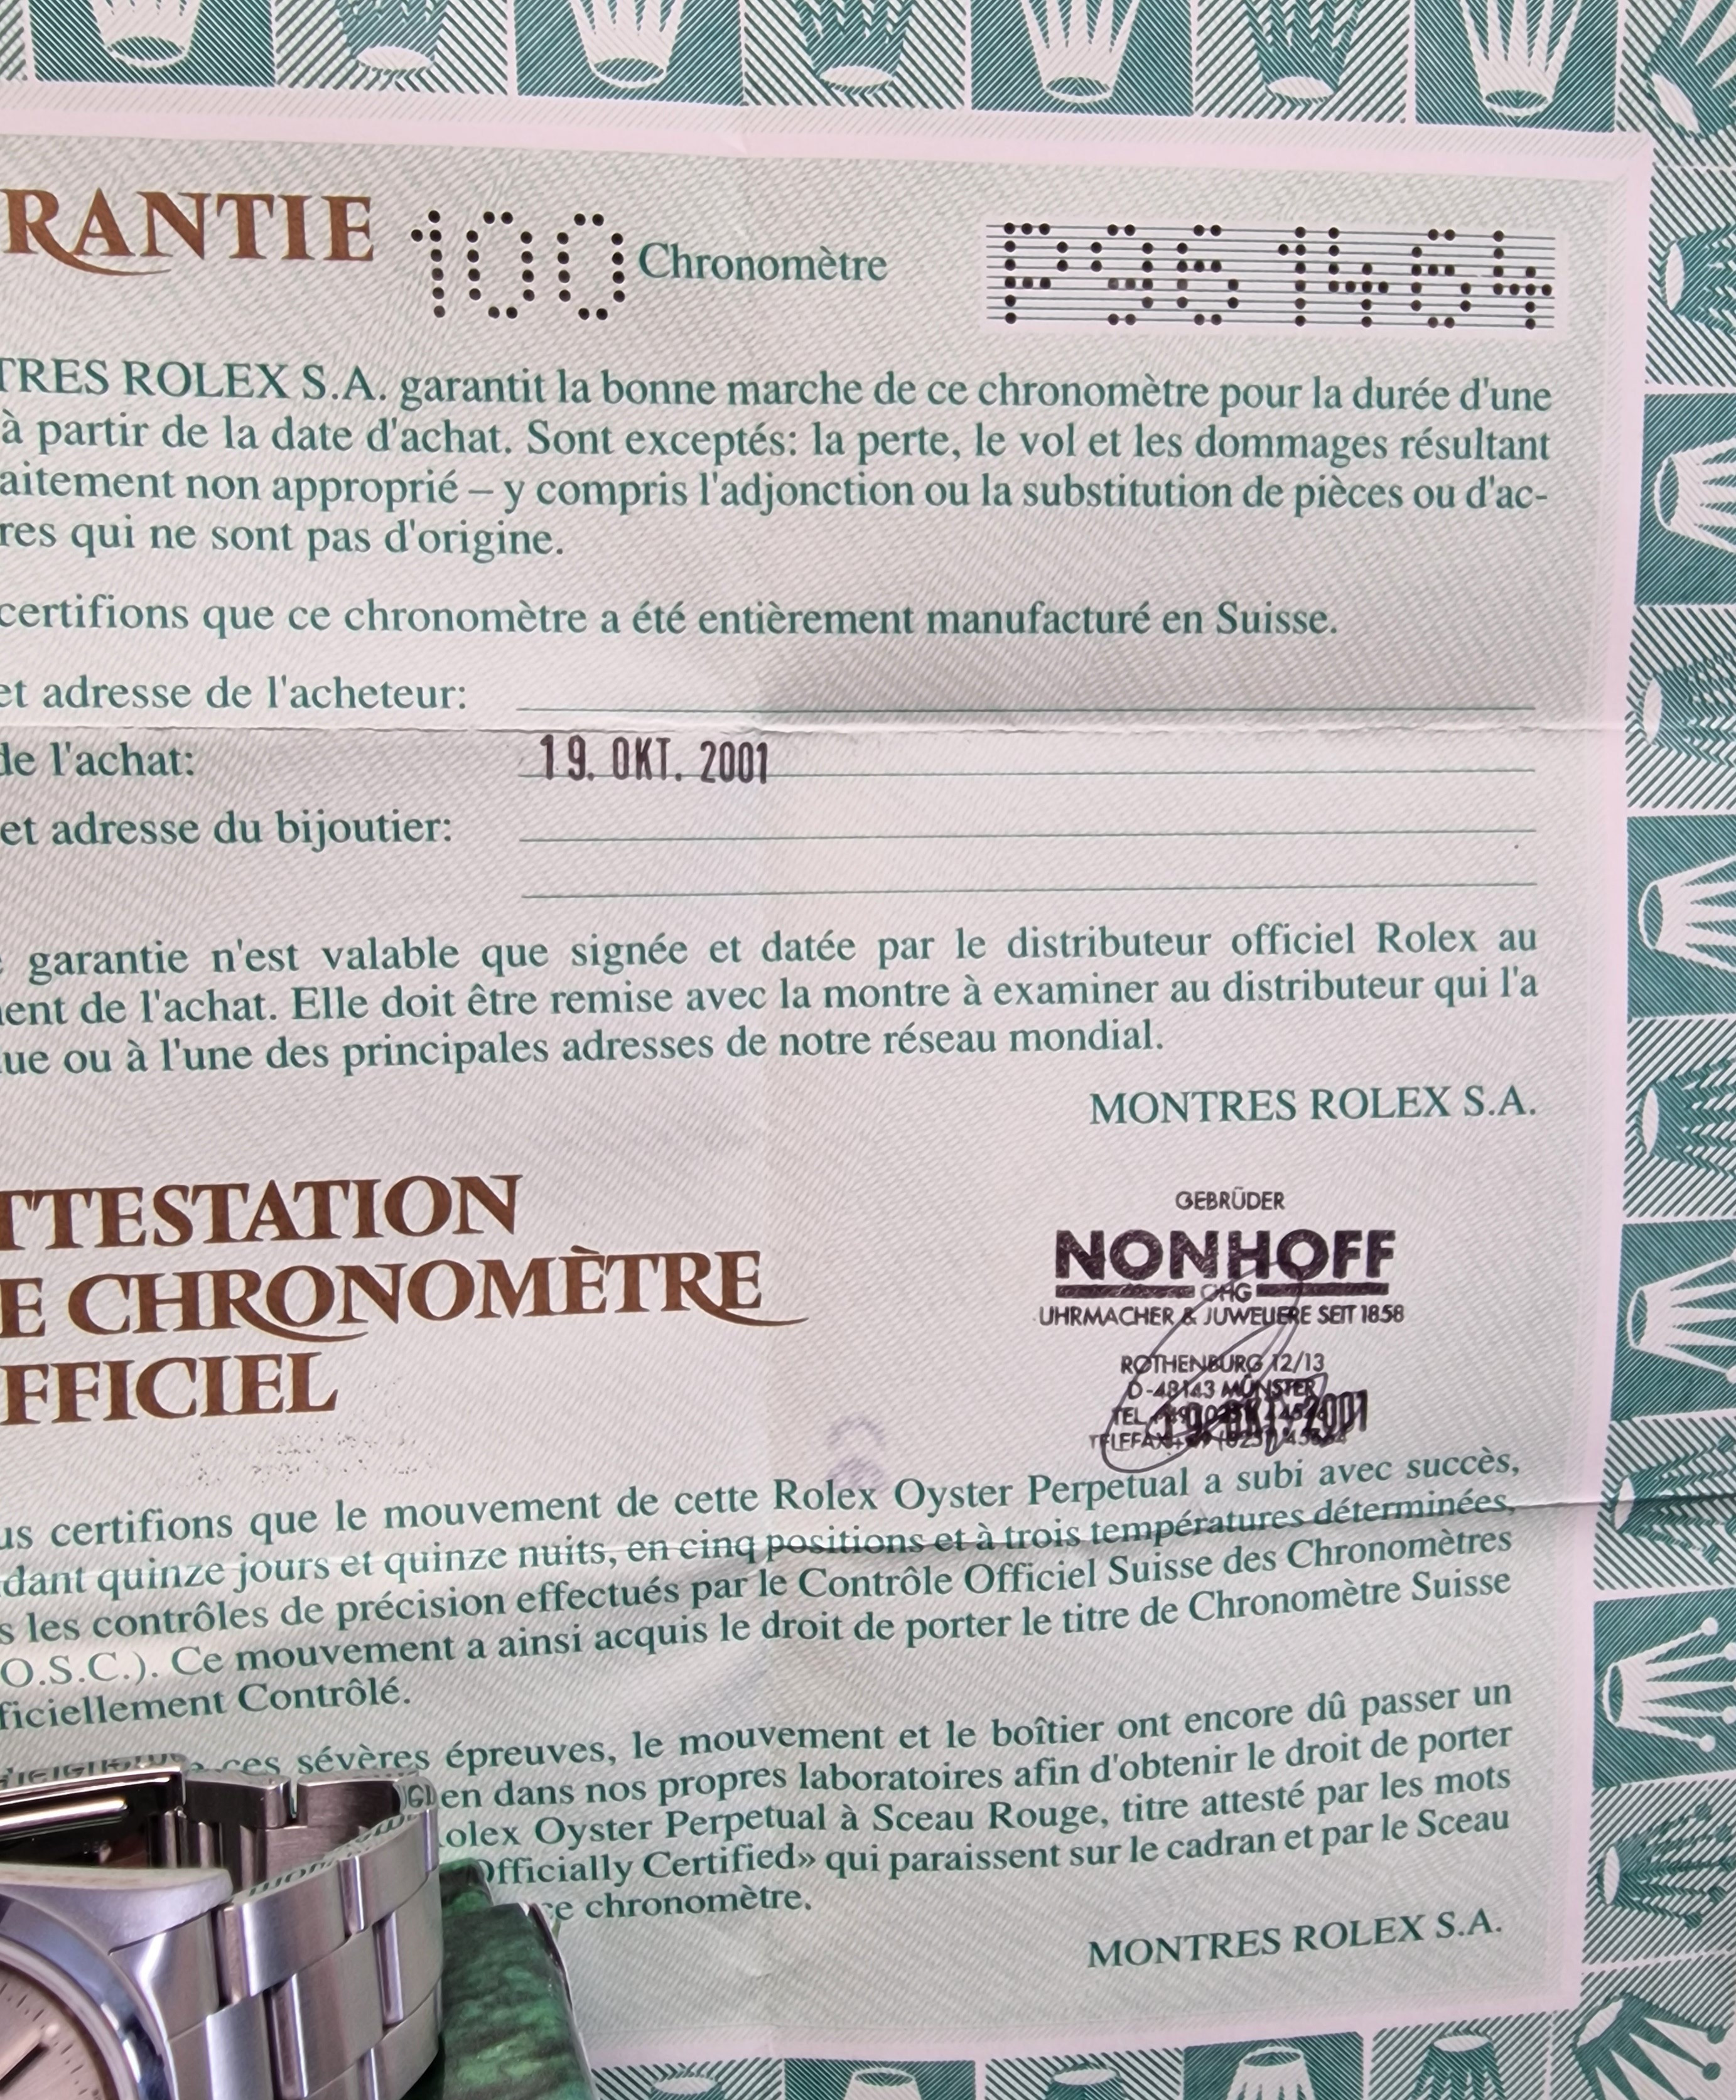 RANTIE 100 Chronomètre P961464
TRES ROLEX S.A. garantit la bonne marche de ce chronomètre pour la durée d'une
à partir de la date d'achat. Sont exceptés: la perte, le vol et les dommages résultant
aitement non approprié – y compris l'adjonction ou la substitution de pièces ou d'ac-
res qui ne sont pas d'origine.
certifions que ce chronomètre a été entièrement manufacturé en Suisse.
et adresse de l'acheteur:
de l'achat: 19. OKT. 2001
et adresse du bijoutier:
garantie n'est valable que signée et datée par le distributeur officiel Rolex au
ent de l'achat. Elle doit être remise avec la montre à examiner au distributeur qui l'a
ue ou à l'une des principales adresses de notre réseau mondial.
MONTRES ROLEX S.A.
TTESTATION
E CHRONOMÈTRE
FFICIEL
GEBRÜDER
NONHOFF
OHG
UHRMACHER & JUWELIERE SEIT 1858
ROTHENBURG 12/13
D-48143 MÜNSTER
us certifions que le mouvement de cette Rolex Oyster Perpetual a subi avec succès,
dant quinze jours et quinze nuits, en cinq positions et à trois températures déterminées,
s les contrôles de précision effectués par le Contrôle Officiel Suisse des Chronomètres
O.S.C.). Ce mouvement a ainsi acquis le droit de porter le titre de Chronomètre Suisse
ficiellement Contrôlé.
ces sévères épreuves, le mouvement et le boîtier ont encore dû passer un
en dans nos propres laboratoires afin d'obtenir le droit de porter
olex Oyster Perpetual à Sceau Rouge, titre attesté par les mots
Officially Certified» qui paraissent sur le cadran et par le Sceau
ce chronomètre.
MONTRES ROLEX S.A.